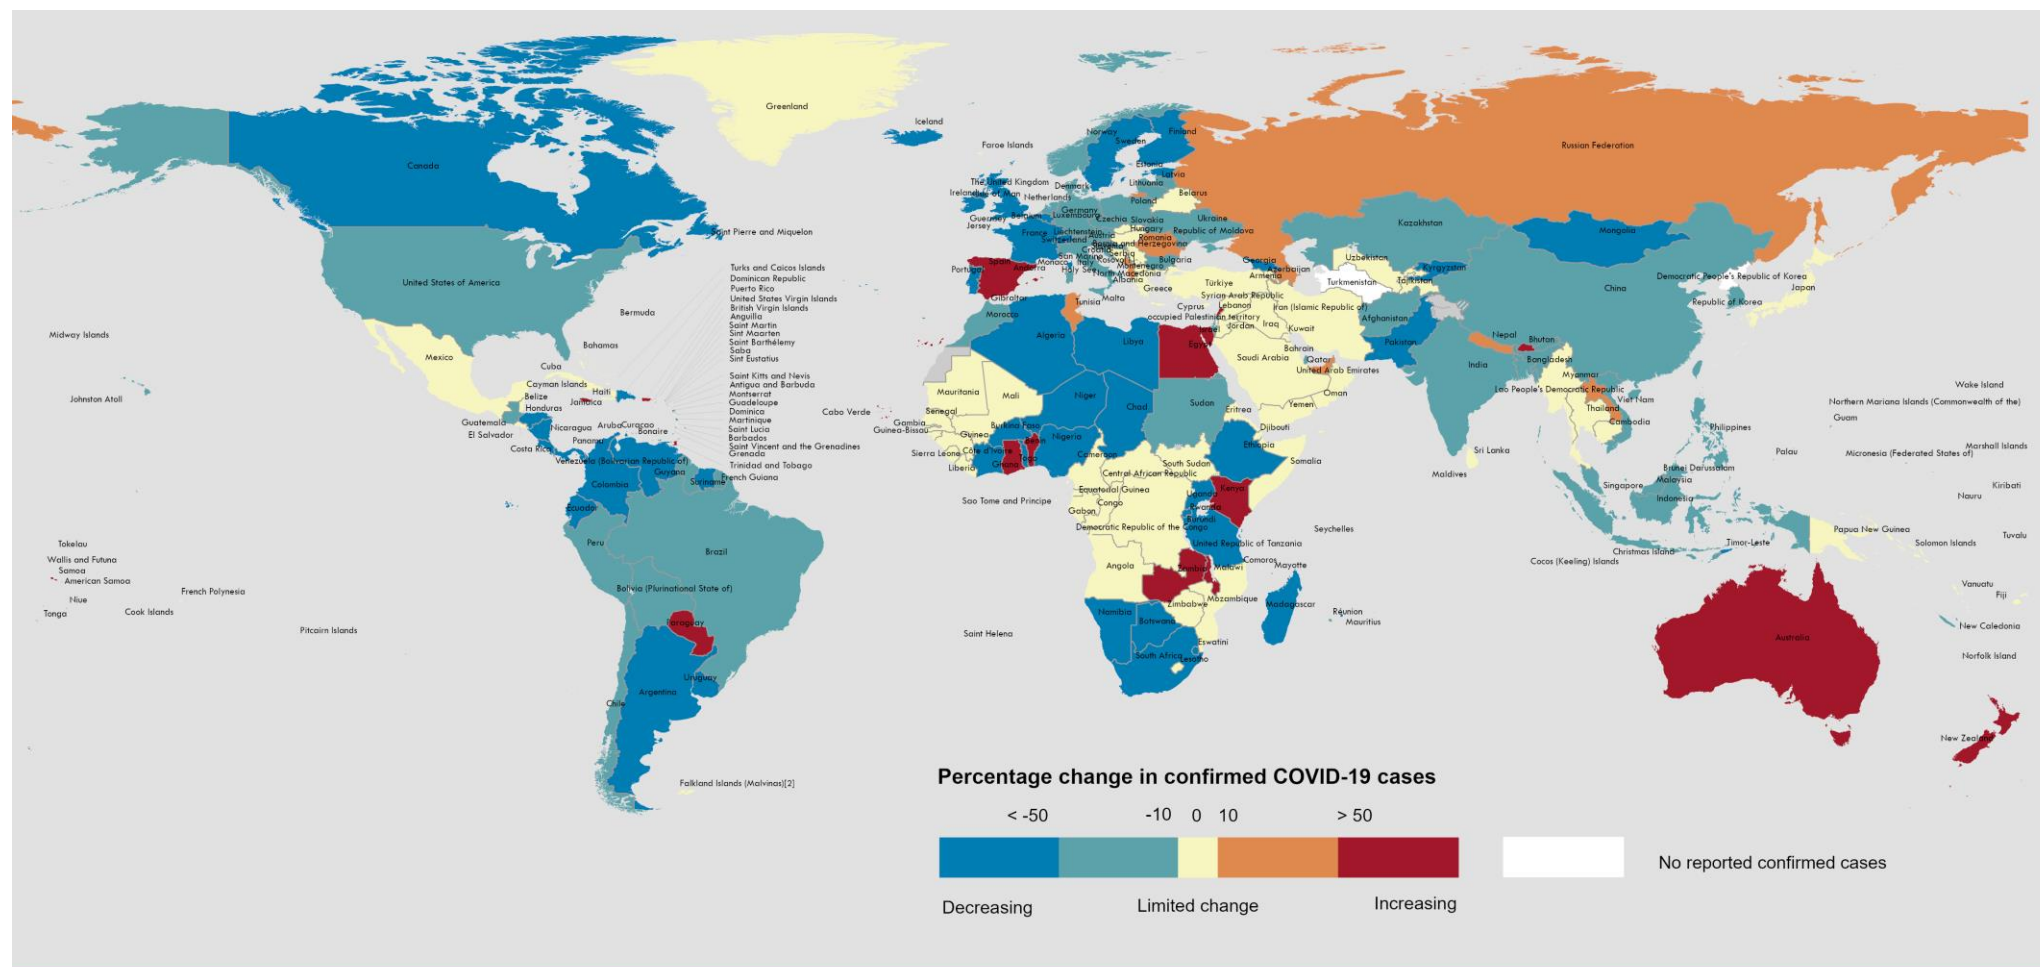 Greenland
Iceland
Faroe Islands
Norway
Sweden
Finland
Russian Federation
Canada
Estonia
Latvia
Lithuania
The United Kingdom
Ireland
Isle of Man
Denmark
Netherlands
Belarus
Poland
Germany
Guernsey
Jersey
Belgium
Luxembourg
Czechia
Slovakia
Ukraine
Kazakhstan
Saint Pierre and Miquelon
France
Liechtenstein
Switzerland
Austria
Hungary
Republic of Moldova
Romania
Mongolia
Bosnia and Herzegovina
Croatia
Serbia
San Marino
Monaco
Italy
Kosovo
Bulgaria
Uzbekistan
Georgia
Azerbaijan
Armenia
Kyrgyzstan
Tajikistan
Turkmenistan
Democratic People's Republic of Korea
Japan
China
Republic of Korea
Spain
Andorra
Portugal
Holy See
Montenegro
North Macedonia
Albania
Greece
Türkiye
United States of America
Bermuda
Midway Islands
Turks and Caicos Islands
Dominican Republic
Puerto Rico
United States Virgin Islands
British Virgin Islands
Anguilla
Saint Martin
Sint Maarten
Saint Barthélemy
Saba
Sint Eustatius
Gibraltar
Tunisia
Malta
Cyprus
Syrian Arab Republic
Lebanon
Iran (Islamic Republic of)
Morocco
occupied Palestinian territory
Israel
Jordan
Iraq
Kuwait
Afghanistan
Algeria
Libya
Egypt
Pakistan
Nepal
Bhutan
Bahrain
Qatar
Saudi Arabia
United Arab Emirates
Oman
Yemen
India
Bangladesh
Myanmar
Lao People's Democratic Republic
Viet Nam
Thailand
Cambodia
Mexico
Bahamas
Cuba
Cayman Islands
Haiti
Belize
Jamaica
Honduras
Guatemala
Nicaragua
El Salvador
Aruba
Curacao
Bonaire
Panama
Costa Rica
Johnston Atoll
Saint Kitts and Nevis
Antigua and Barbuda
Montserrat
Guadeloupe
Dominica
Martinique
Saint Lucia
Barbados
Saint Vincent and the Grenadines
Grenada
Trinidad and Tobago
Cabo Verde
Mauritania
Mali
Niger
Chad
Sudan
Senegal
Eritrea
Gambia
Guinea-Bissau
Guinea
Burkina Faso
Djibouti
Sierra Leone
Côte d'Ivoire
Benin
Nigeria
Togo
Ghana
Liberia
Cameroon
Ethiopia
Somalia
South Sudan
Central African Republic
Wake Island
Northern Mariana Islands (Commonwealth of the)
Guam
Philippines
Marshall Islands
Palau
Micronesia (Federated States of)
Sri Lanka
Maldives
Brunei Darussalam
Malaysia
Singapore
Indonesia
Kiribati
Nauru
Venezuela (Bolivarian Republic of)
Guyana
Suriname
French Guiana
Colombia
Ecuador
Sao Tome and Principe
Equatorial Guinea
Congo
Gabon
Uganda
Kenya
Rwanda
Burundi
Democratic Republic of the Congo
Seychelles
United Republic of Tanzania
Papua New Guinea
Solomon Islands
Tuvalu
Timor-Leste
Christmas Island
Cocos (Keeling) Islands
Tokelau
Wallis and Futuna
Samoa
American Samoa
French Polynesia
Niue
Tonga
Cook Islands
Pitcairn Islands
Peru
Brazil
Bolivia (Plurinational State of)
Angola
Zambia
Malawi
Comoros
Mayotte
Mozambique
Zimbabwe
Madagascar
Namibia
Botswana
Réunion
Mauritius
Saint Helena
Eswatini
South Africa
Lesotho
Vanuatu
Fiji
New Caledonia
Australia
Norfolk Island
New Zealand
Paraguay
Uruguay
Argentina
Chile
Falkland Islands (Malvinas)[2]
Percentage change in confirmed COVID-19 cases
< -50 -10 0 10 > 50
No reported confirmed cases
Decreasing Limited change Increasing